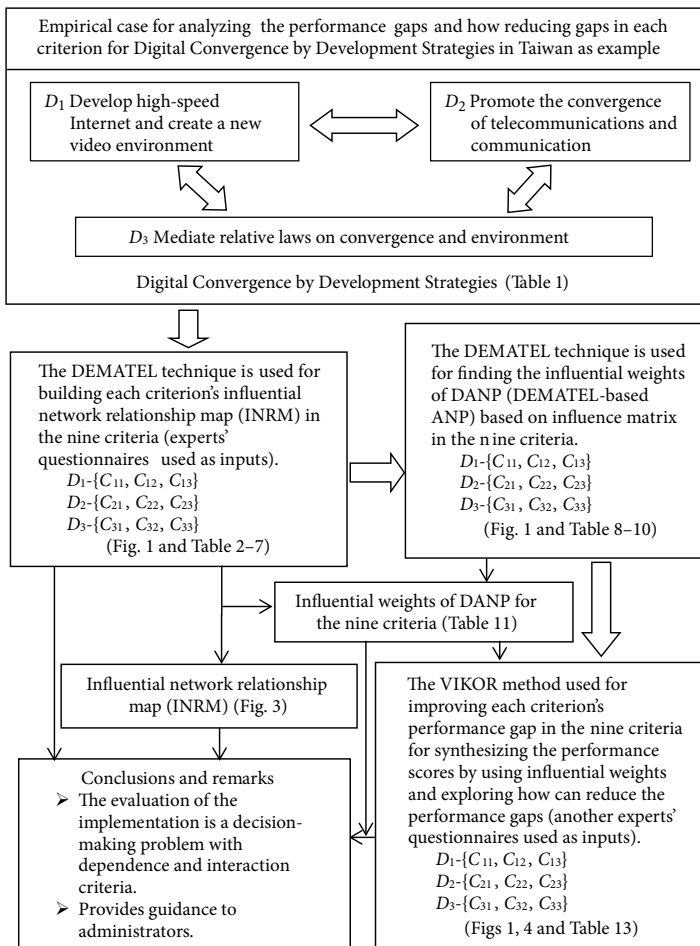 Empirical case for analyzing the performance gaps and how reducing gaps in each
criterion for Digital Convergence by Development Strategies in Taiwan as example
D1 Develop high-speed
Internet and create a new
video environment
D2 Promote the convergence
of telecommunications and
communication
D3 Mediate relative laws on convergence and environment
Digital Convergence by Development Strategies (Table 1)
The DEMATEL technique is used for
building each criterion's influential
network relationship map (INRM) in
the nine criteria (experts'
questionnaires used as inputs).
D1-{C11, C12, C13}
D2-{C21, C22, C23}
D3-{C31, C32, C33}
(Fig. 1 and Table 2–7)
The DEMATEL technique is used
for finding the influential weights
of DANP (DEMATEL-based
ANP) based on influence matrix
in the nine criteria.
D1-{C11, C12, C13}
D2-{C21, C22, C23}
D3-{C31, C32, C33}
(Fig. 1 and Table 8–10)
Influential weights of DANP for
the nine criteria (Table 11)
Influential network relationship
map (INRM) (Fig. 3)
The VIKOR method used for
improving each criterion's
performance gap in the nine criteria
for synthesizing the performance
scores by using influential weights
and exploring how can reduce the
performance gaps (another experts'
questionnaires used as inputs).
D1-{C11, C12, C13}
D2-{C21, C22, C23}
D3-{C31, C32, C33}
(Figs 1, 4 and Table 13)
Conclusions and remarks
➢ The evaluation of the
implementation is a decision-
making problem with
dependence and interaction
criteria.
➢ Provides guidance to
administrators.